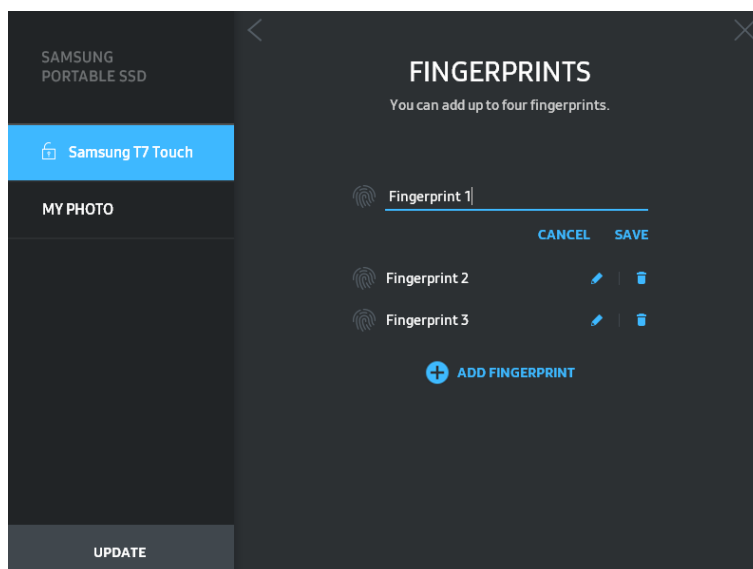 SAMSUNG
PORTABLE SSD
Samsung T7 Touch
MY PHOTO
UPDATE
FINGERPRINTS
You can add up to four fingerprints.
Fingerprint 1
CANCEL SAVE
Fingerprint 2
Fingerprint 3
ADD FINGERPRINT